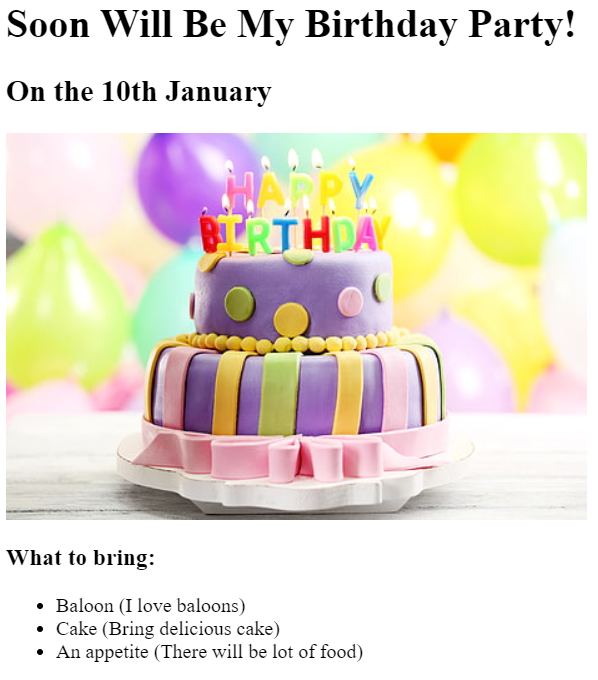 Soon Will Be My Birthday Party!
On the 10th January
HAPPY
BIRTHDAY
What to bring:
Baloon (I love baloons)
Cake (Bring delicious cake)
An appetite (There will be lot of food)